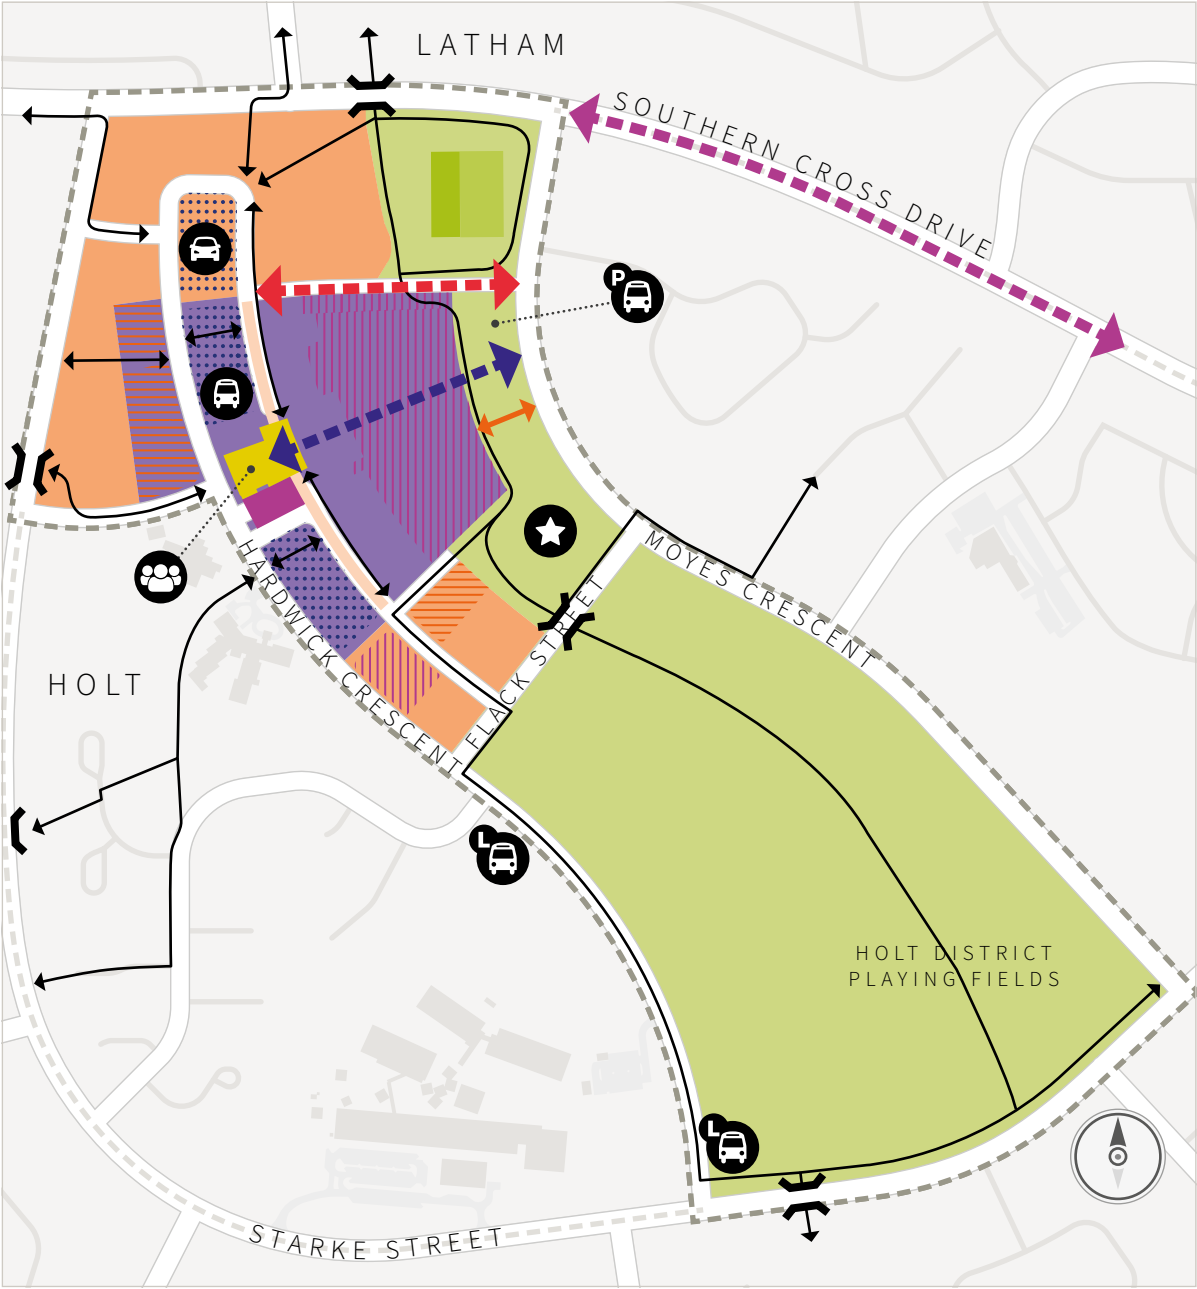 LATHAM
SOUTHERN CROSS DRIVE
P
MOYES CRESCENT
HARDWICK CRESCENT
FLACK STREET
HOLT
L
HOLT DISTRICT
PLAYING FIELDS
L
STARKE STREET